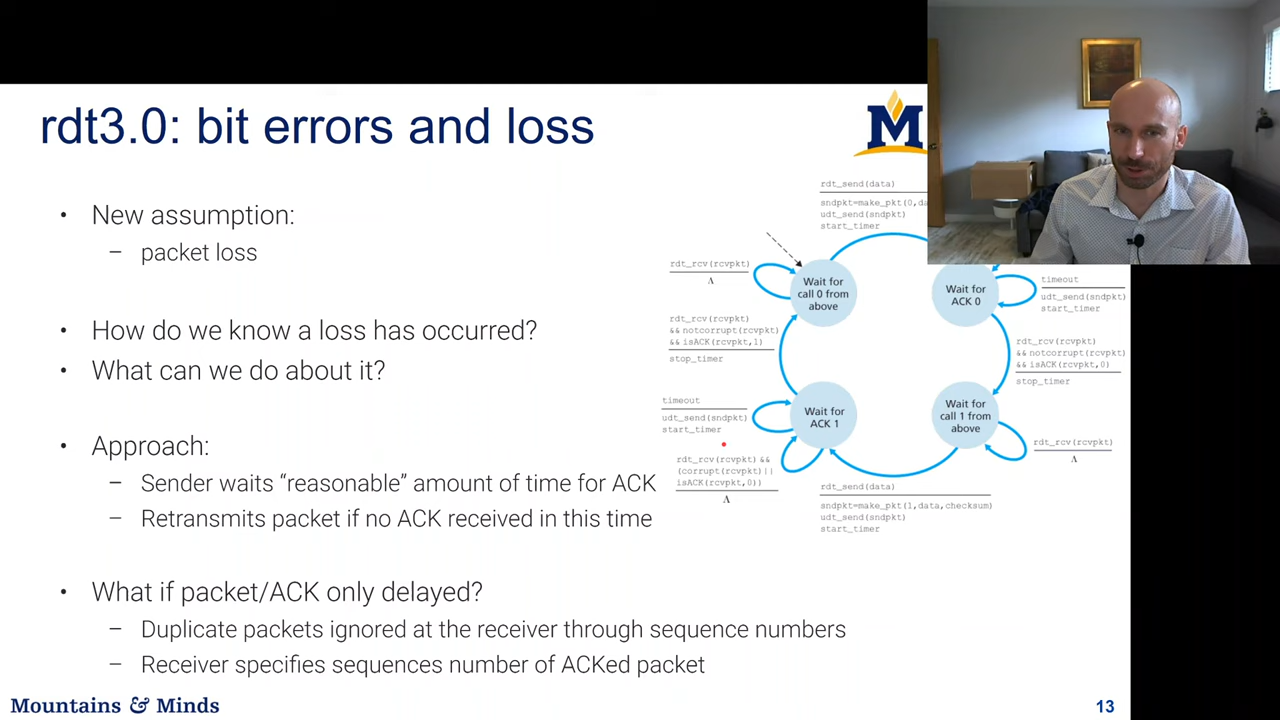 rdt3.0: bit errors and loss
M
• New assumption:
– packet loss
• How do we know a loss has occurred?
• What can we do about it?
• Approach:
– Sender waits “reasonable” amount of time for ACK
– Retransmits packet if no ACK received in this time
• What if packet/ACK only delayed?
– Duplicate packets ignored at the receiver through sequence numbers
– Receiver specifies sequences number of ACKed packet
rdt_send(data)
sndpkt=make_pkt(0,da
udt_send(sndpkt)
start_timer
rdt_rcv(rcvpkt)
Λ
Wait for
call 0 from
above
Wait for
ACK 0
timeout
udt_send(sndpkt)
start_timer
rdt_rcv(rcvpkt)
&& notcorrupt(rcvpkt)
&& isACK(rcvpkt,1)
stop_timer
rdt_rcv(rcvpkt)
&& notcorrupt(rcvpkt)
&& isACK(rcvpkt,0)
stop_timer
timeout
udt_send(sndpkt)
start_timer
Wait for
ACK 1
Wait for
call 1 from
above
rdt_rcv(rcvpkt)
Λ
rdt_rcv(rcvpkt) &&
(corrupt(rcvpkt)||
isACK(rcvpkt,0))
Λ
rdt_send(data)
sndpkt=make_pkt(1,data,checksum)
udt_send(sndpkt)
start_timer
Mountains & Minds
13